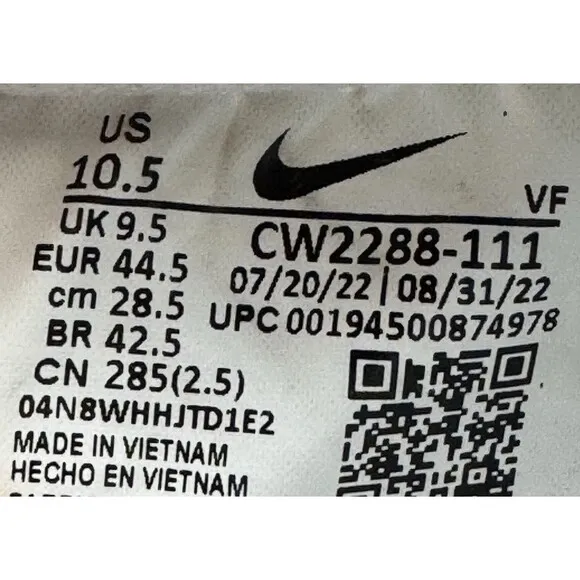 US
10.5
UK 9.5
EUR 44.5
cm 28.5
BR 42.5
CN 285(2.5)
04N8WHHJTD1E2
MADE IN VIETNAM
HECHO EN VIETNAM
VF
CW2288-111
07/20/22 | 08/31/22
UPC 00194500874978